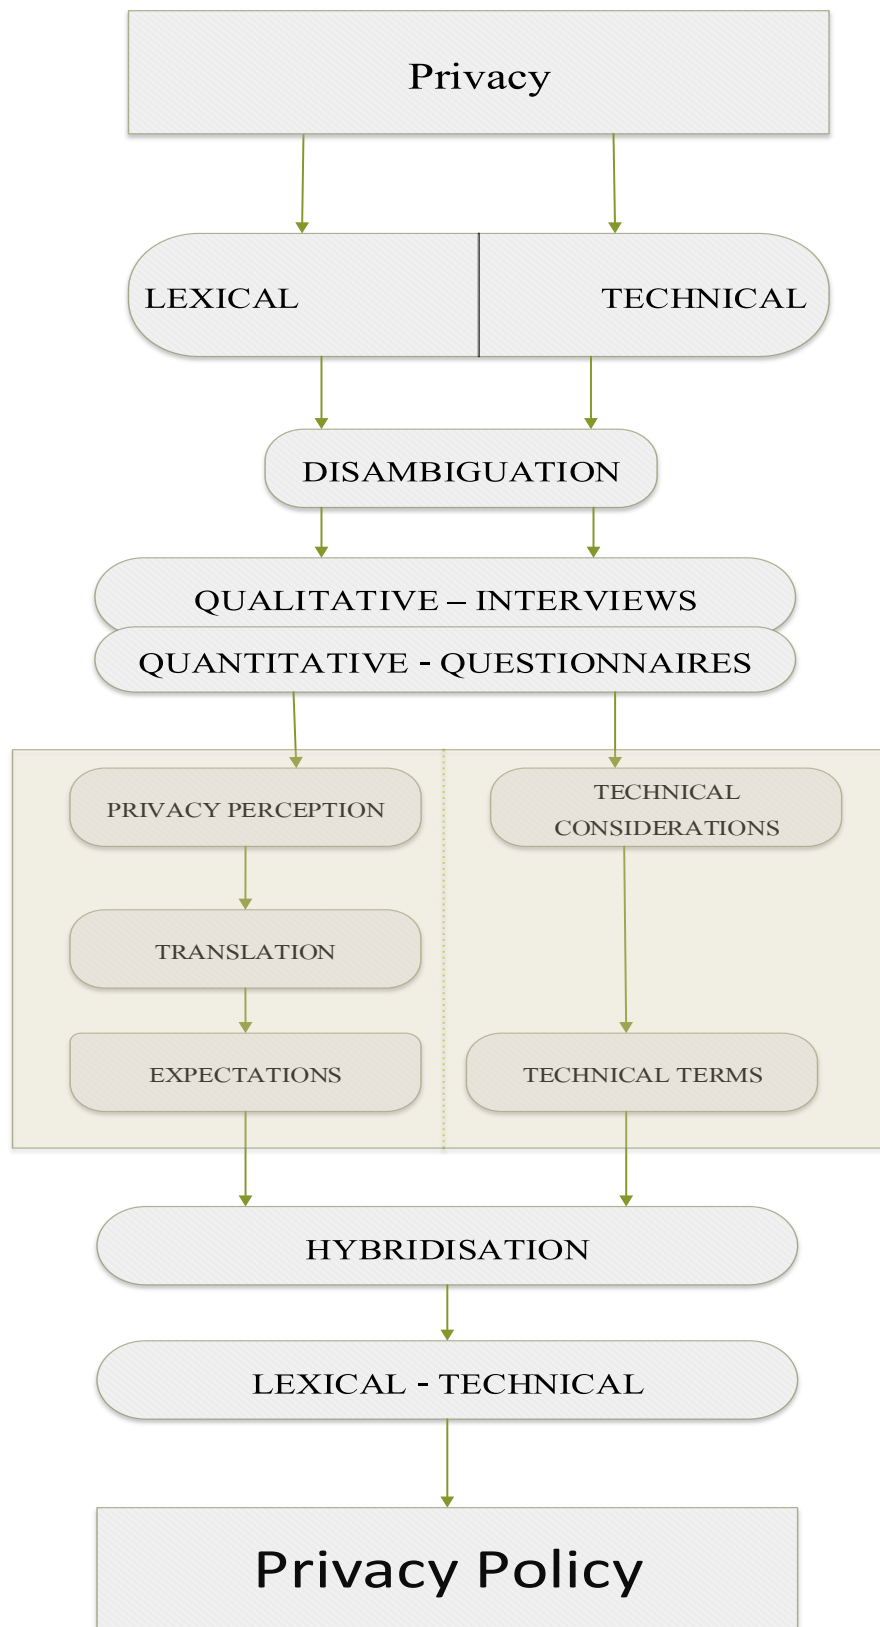 Privacy
LEXICAL
TECHNICAL
DISAMBIGUATION
QUALITATIVE – INTERVIEWS
QUANTITATIVE - QUESTIONNAIRES
PRIVACY PERCEPTION
TECHNICAL
CONSIDERATIONS
TRANSLATION
EXPECTATIONS
TECHNICAL TERMS
HYBRIDISATION
LEXICAL - TECHNICAL
Privacy Policy